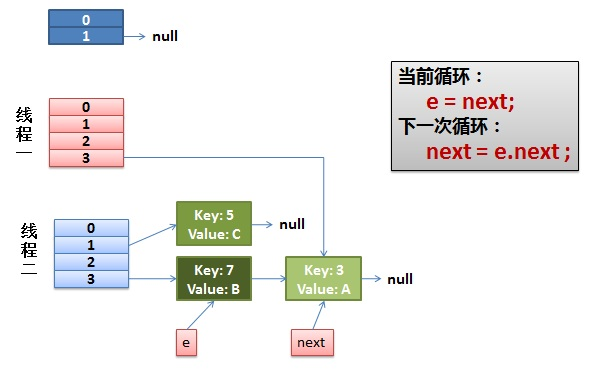 0
1
null
线程一
0
1
2
3
当前循环：
e = next;
下一次循环：
next = e.next ;
线程二
0
1
2
3
Key: 5
Value: C
null
Key: 7
Value: B
Key: 3
Value: A
null
e
next